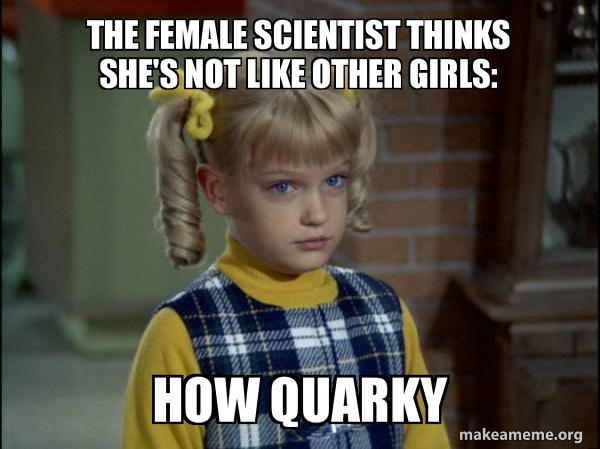 THE FEMALE SCIENTIST THINKS
SHE'S NOT LIKE OTHER GIRLS:
HOW QUARKY
makeameme.org